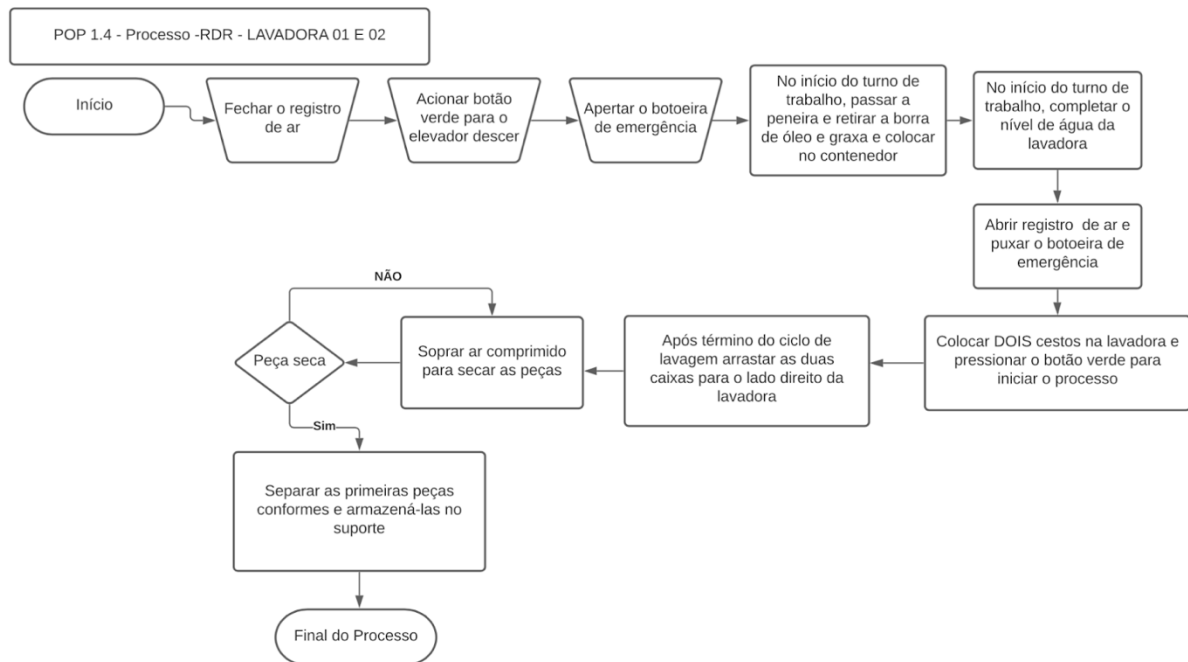 POP 1.4 - Processo -RDR - LAVADORA 01 E 02
Início
Fechar o registro
de ar
Acionar botão
verde para o
elevador descer
Apertar o botoeira
de emergência
No início do turno de
trabalho, passar a
peneira e retirar a borra
de óleo e graxa e colocar
no contenedor
No início do turno de
trabalho, completar o
nível de água da
lavadora
Abrir registro de ar e
puxar o botoeira de
emergência
Colocar DOIS cestos na lavadora e
pressionar o botão verde para
iniciar o processo
Após término do ciclo de
lavagem arrastar as duas
caixas para o lado direito da
lavadora
Soprar ar comprimido
para secar as peças
NÃO
Peça seca
Sim
Separar as primeiras peças
conformes e armazená-las no
suporte
Final do Processo